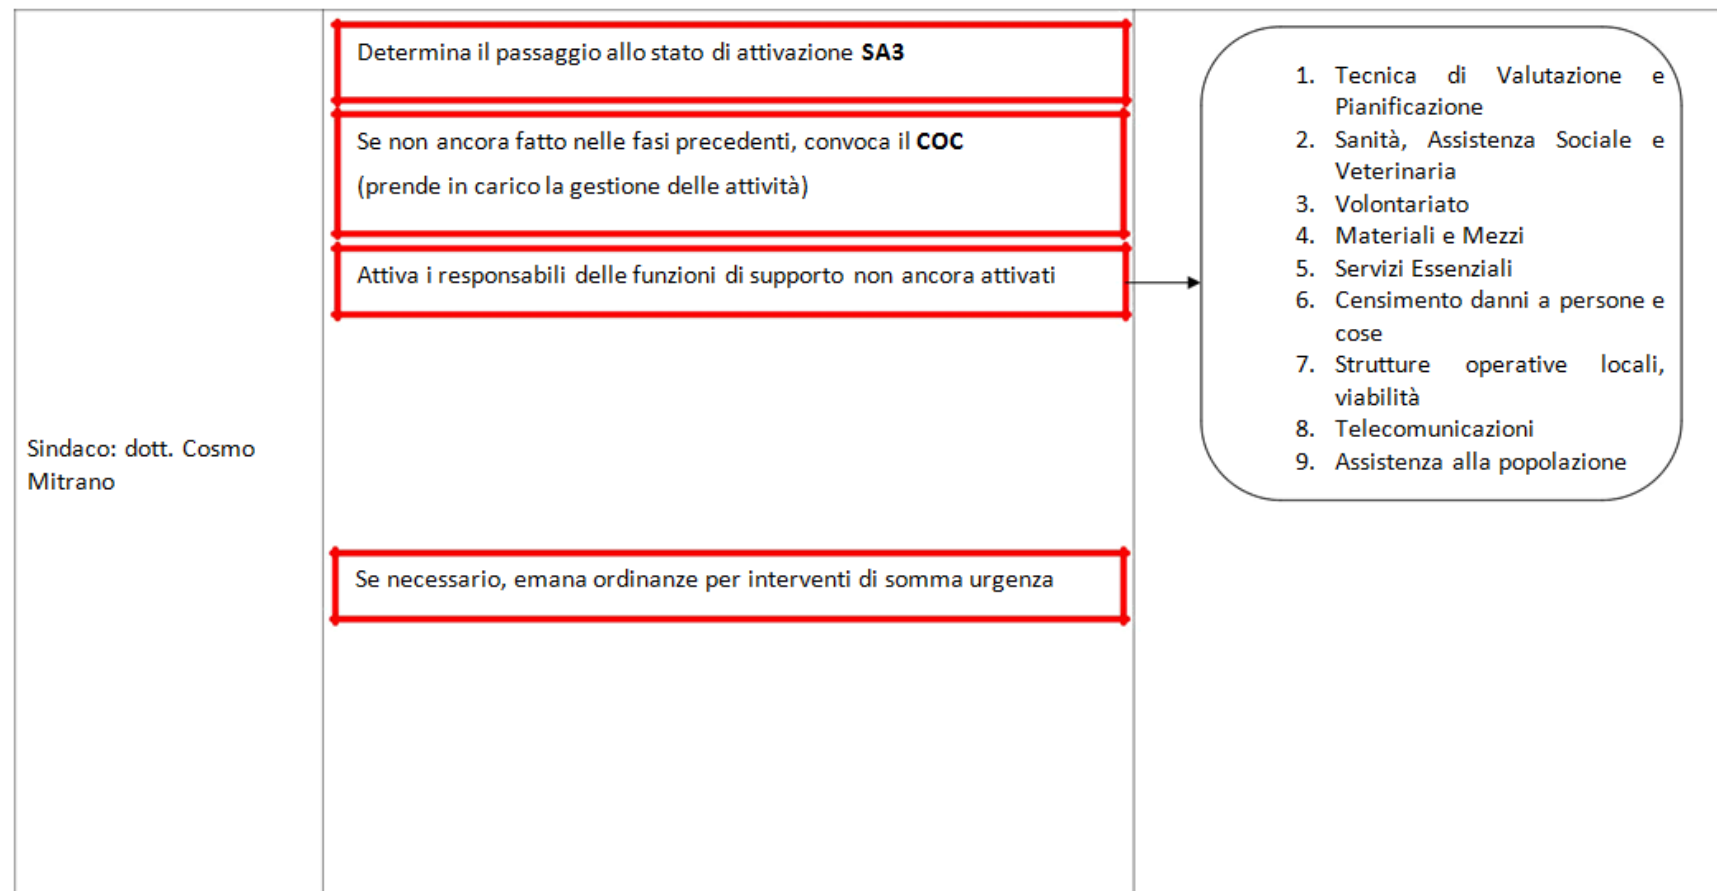 Determina il passaggio allo stato di attivazione SA3
Se non ancora fatto nelle fasi precedenti, convoca il COC
(prende in carico la gestione delle attività)
Attiva i responsabili delle funzioni di supporto non ancora attivati
1. Tecnica di Valutazione e
Pianificazione
2. Sanità, Assistenza Sociale e
Veterinaria
3. Volontariato
4. Materiali e Mezzi
5. Servizi Essenziali
6. Censimento danni a persone e
cose
7. Strutture operative locali,
viabilità
8. Telecomunicazioni
9. Assistenza alla popolazione
Sindaco: dott. Cosmo
Mitrano
Se necessario, emana ordinanze per interventi di somma urgenza